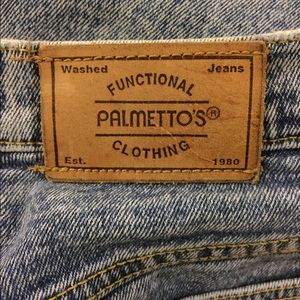 Washed Jeans
FUNCTIONAL
PALMETTO'S®
CLOTHING
Est. 1980